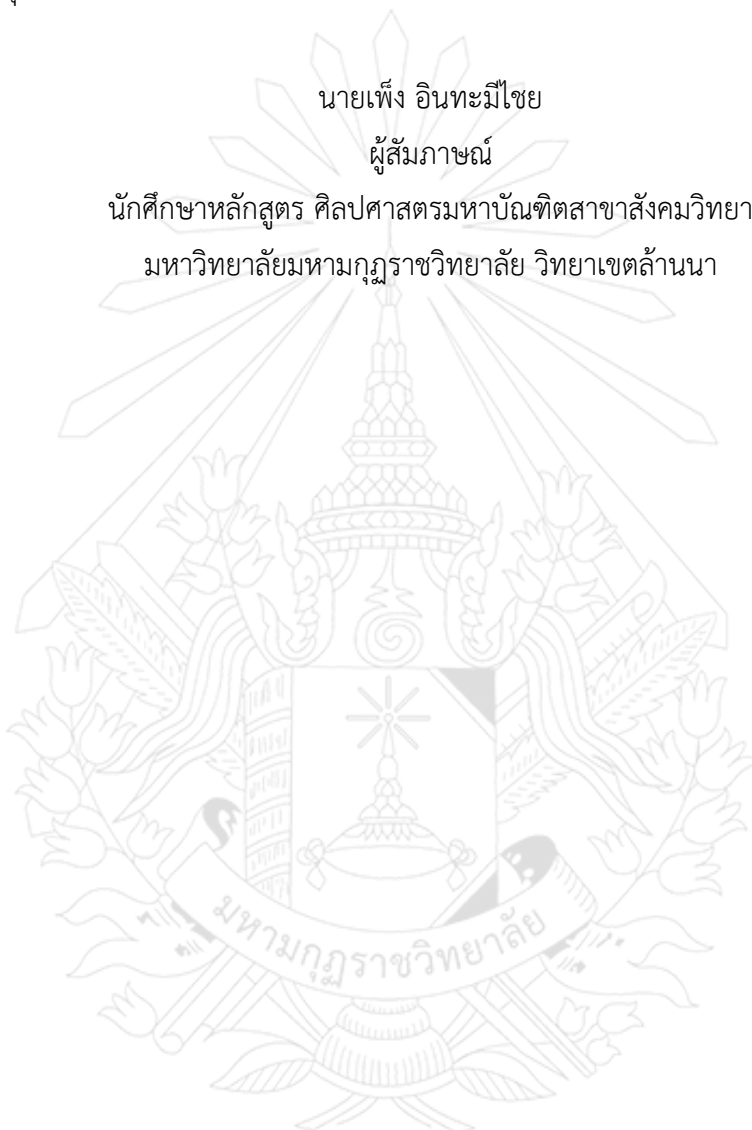 นายเพ็ง อินทะมีไชย
ผู้สัมภาษณ์
นักศึกษาหลักสูตร ศิลปศาสตรมหาบัณฑิตสาขาสังคมวิทยา
มหาวิทยาลัยมหามกุฏราชวิทยาลัย วิทยาเขตล้านนา
มหามกุฏราชวิทยาลัย